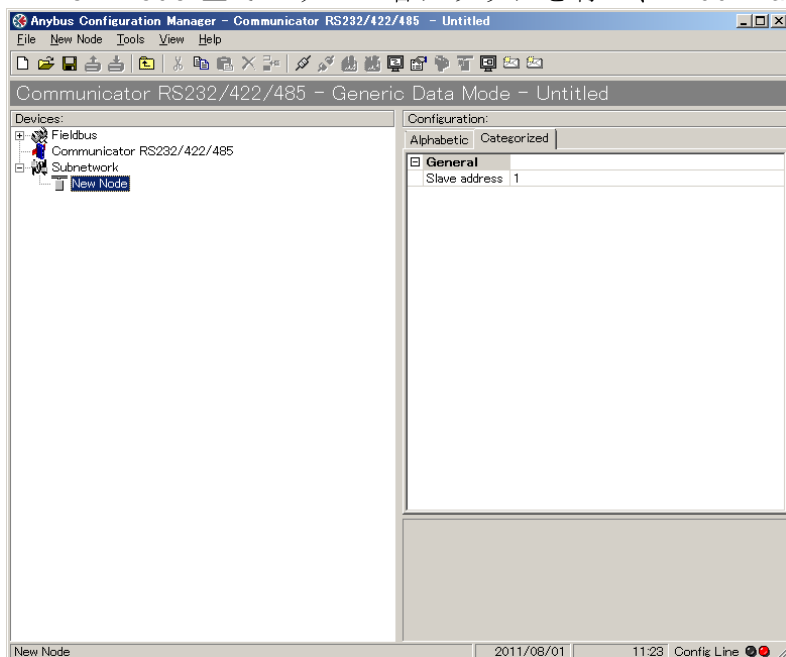 Anybus Configuration Manager - Communicator RS232/422/485 - Untitled
File New Node Tools View Help
Communicator RS232/422/485 - Generic Data Mode - Untitled
Devices:
Fieldbus
Communicator RS232/422/485
Subnetwork
New Node
Configuration:
Alphabetic Categorized
General
Slave address 1
New Node 2011/08/01 11:23 Config Line